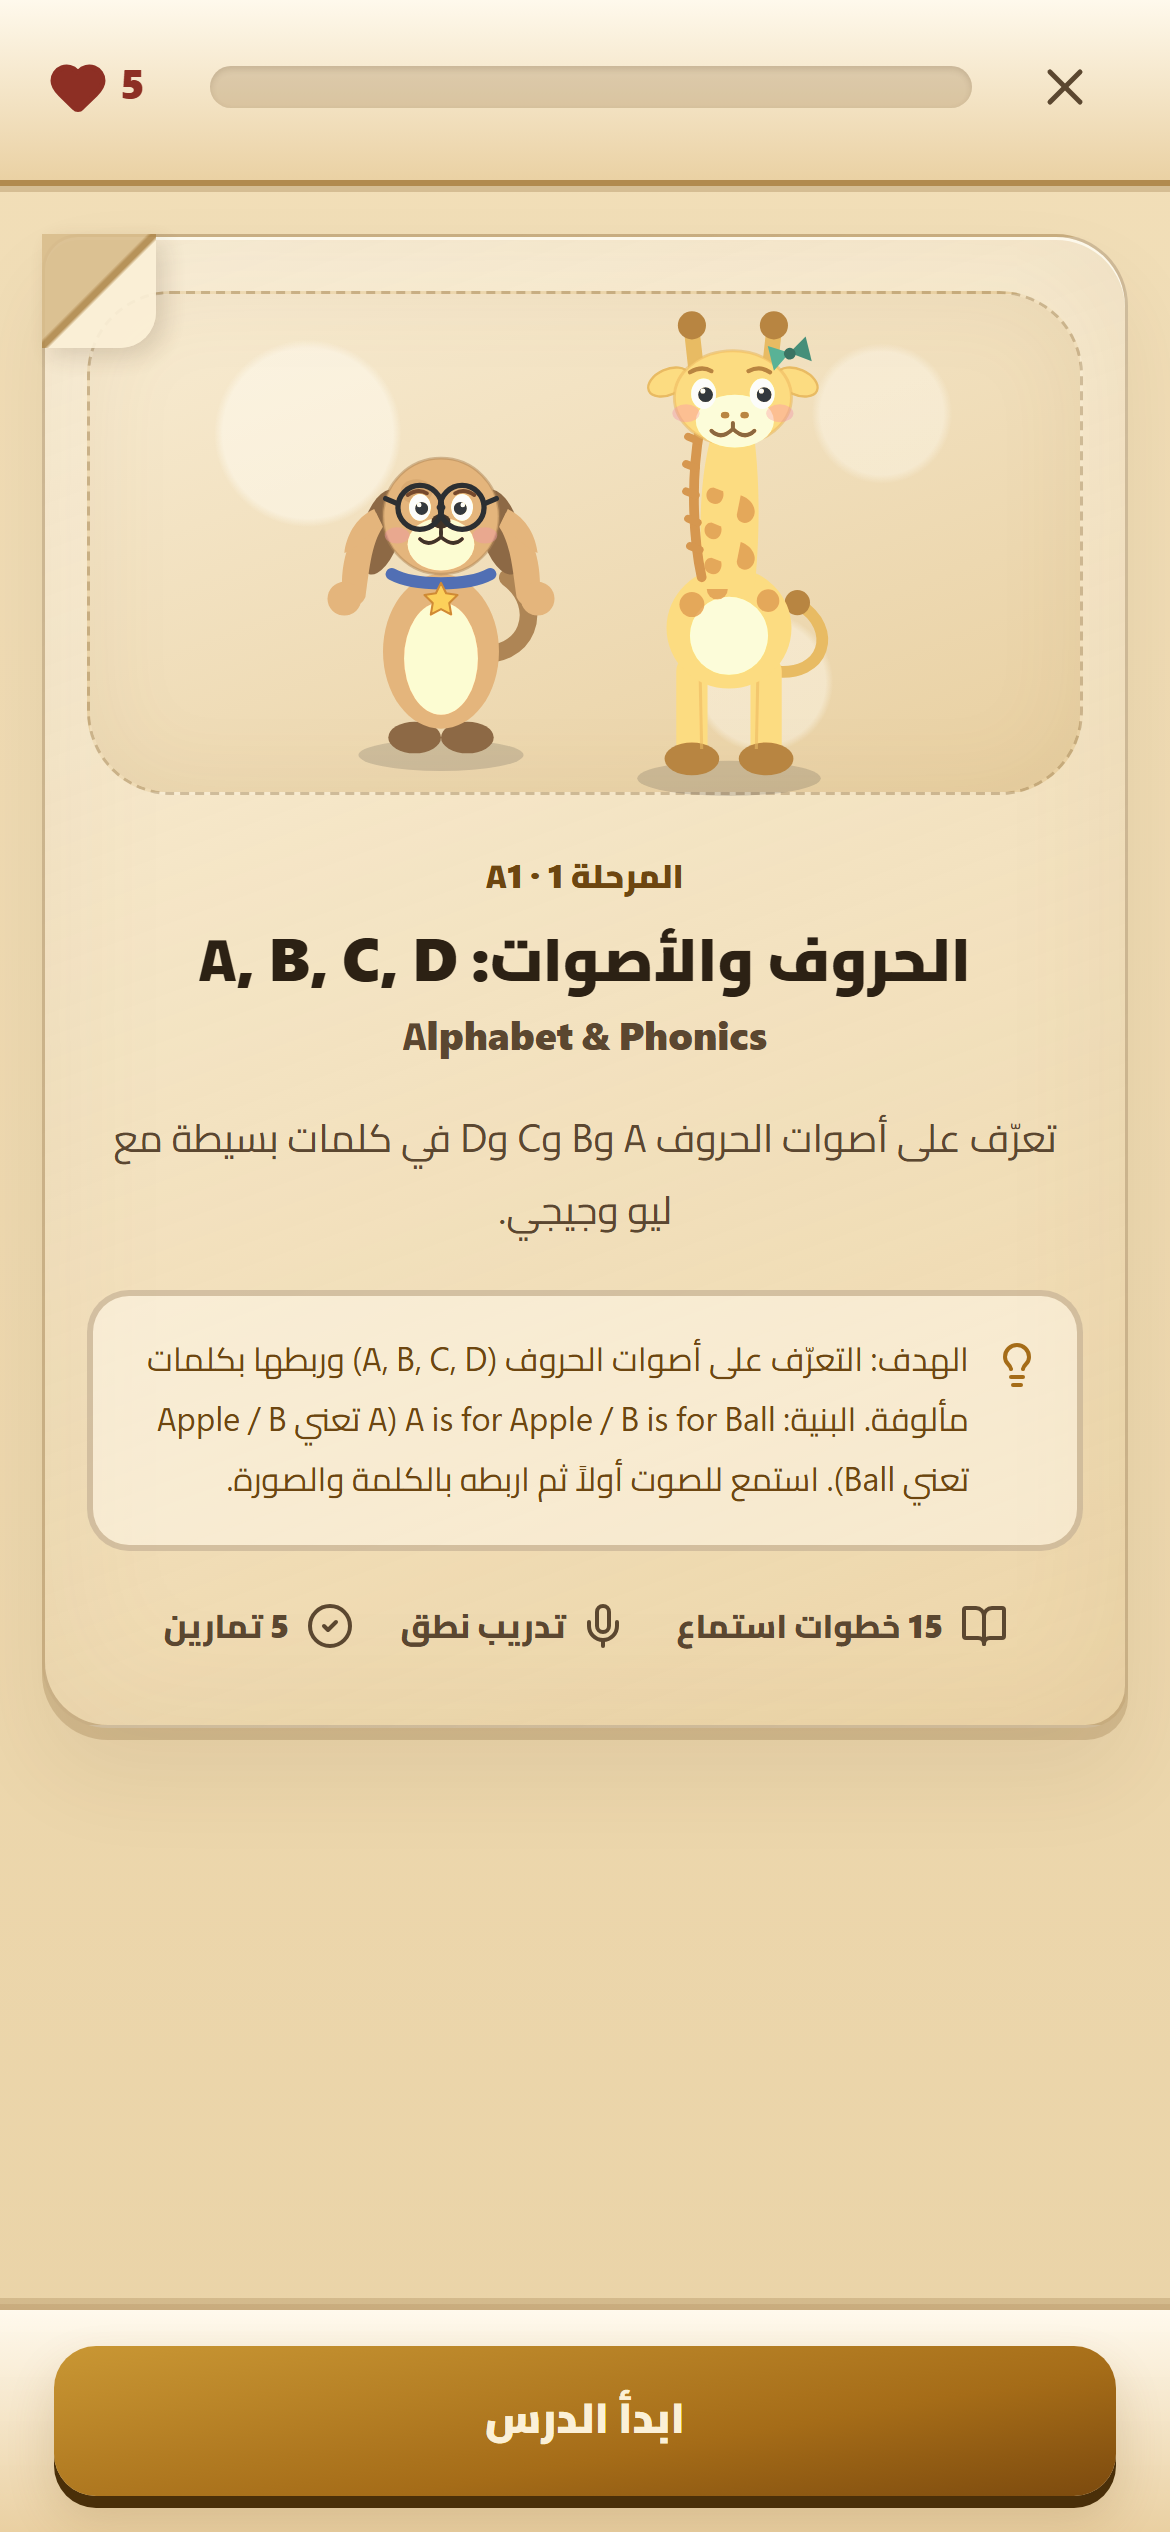 5
المرحلة 1 · A1
الحروف والأصوات: A, B, C, D
Alphabet & Phonics
تعرّف على أصوات الحروف A وB وC وD في كلمات بسيطة مع
ليو وجيجي.
الهدف: التعرّف على أصوات الحروف (A, B, C, D) وربطها بكلمات
مألوفة. البنية: A is for Apple / B is for Ball (A تعني Apple / B
تعني Ball). استمع للصوت أولاً ثم اربطه بالكلمة والصورة.
15 خطوات استماع
تدريب نطق
5 تمارين
ابدأ الدرس